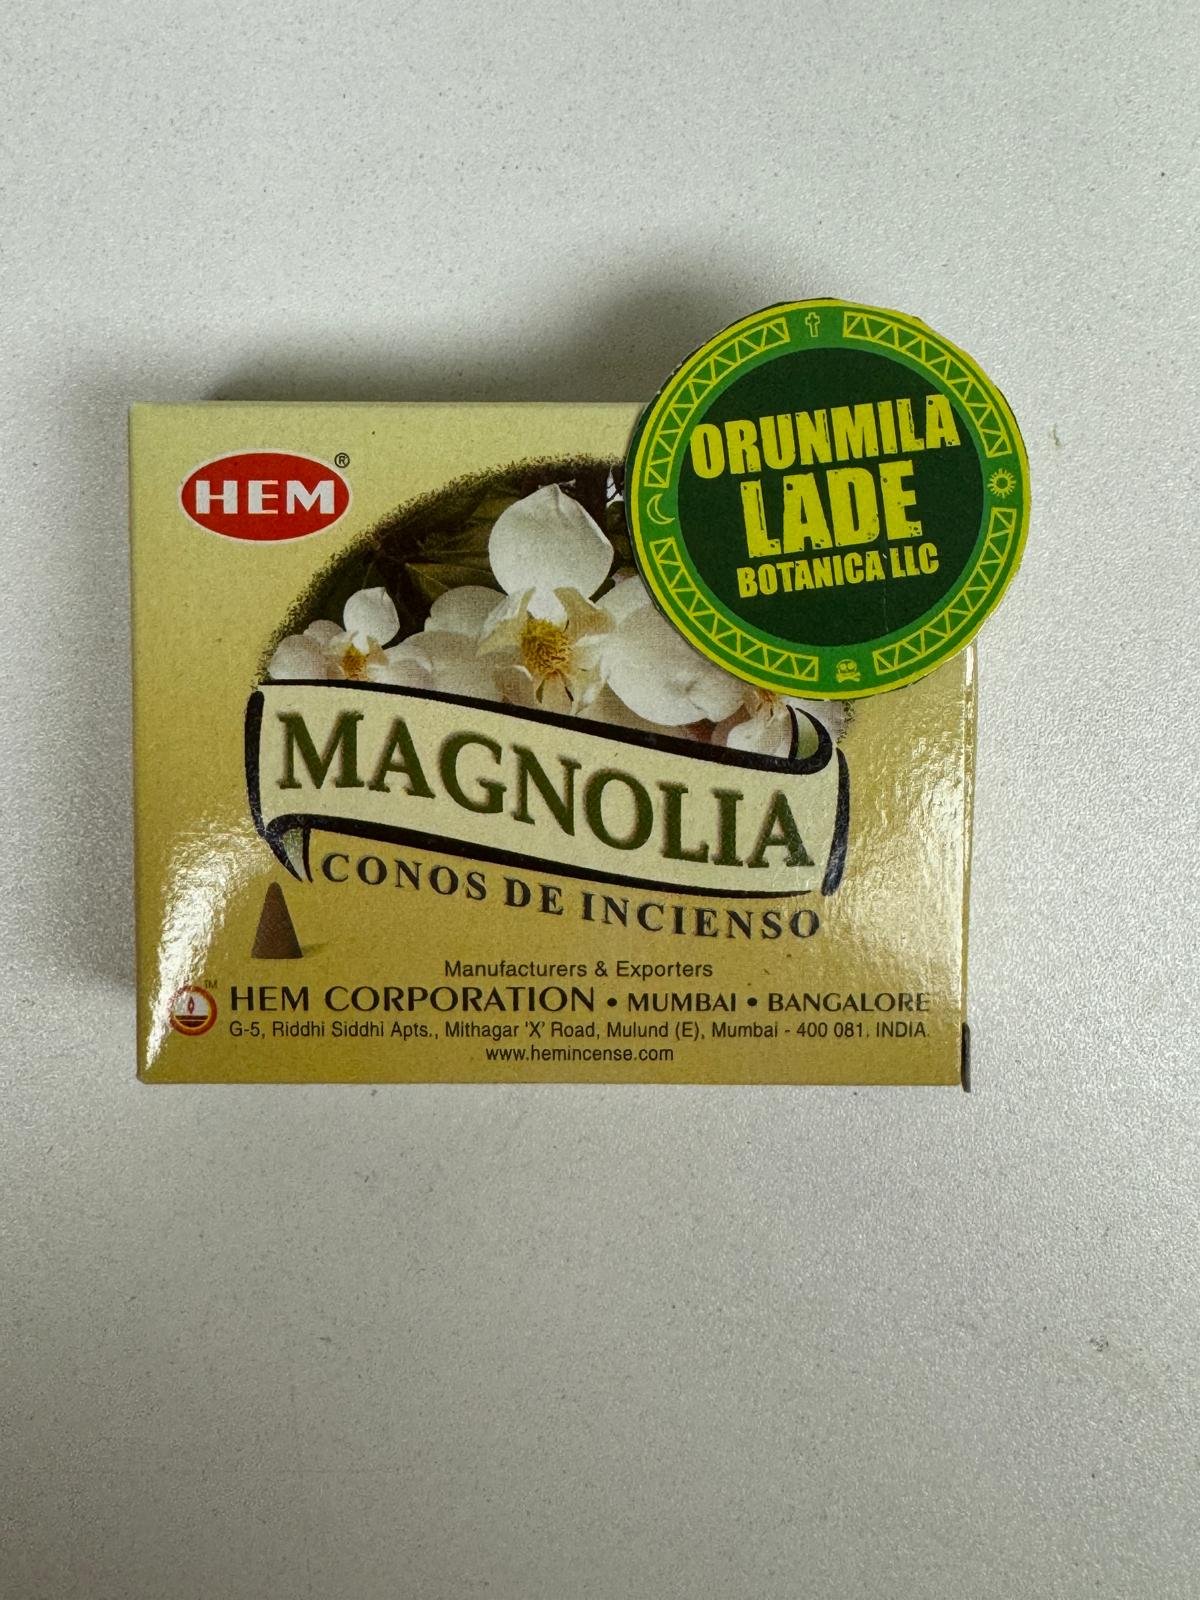 HEM®
ORUNMILA
LADE
BOTANICA LLC
MAGNOLIA
CONOS DE INCIENSO
Manufacturers & Exporters
TM
HEM CORPORATION • MUMBAI • BANGALORE
G-5, Riddhi Siddhi Apts., Mithagar 'X' Road, Mulund (E), Mumbai - 400 081. INDIA.
www.hemincense.com